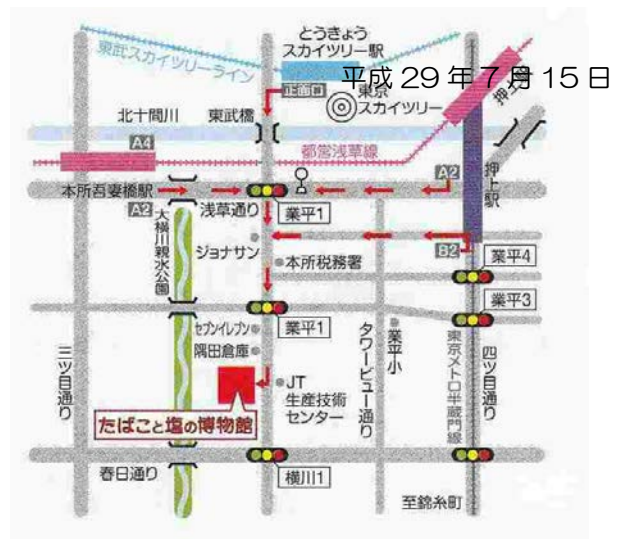 とうきょう
スカイツリー駅
東武スカイツリーライン
平成29年7月15日
正面口
東京
スカイツリー
押上駅
北十間川
東武橋
A4
都営浅草線
本所吾妻橋駅
A2
A2
押上駅
浅草通り
業平1
大横川親水公園
ジョナサン
B2
業平4
本所税務署
業平3
セブンイレブン
業平1
隅田倉庫
三ツ目通り
タワービュー通り
業平小
東京メトロ半蔵門線
四ツ目通り
JT
生産技術
センター
たばこと塩の博物館
春日通り
横川1
至錦糸町